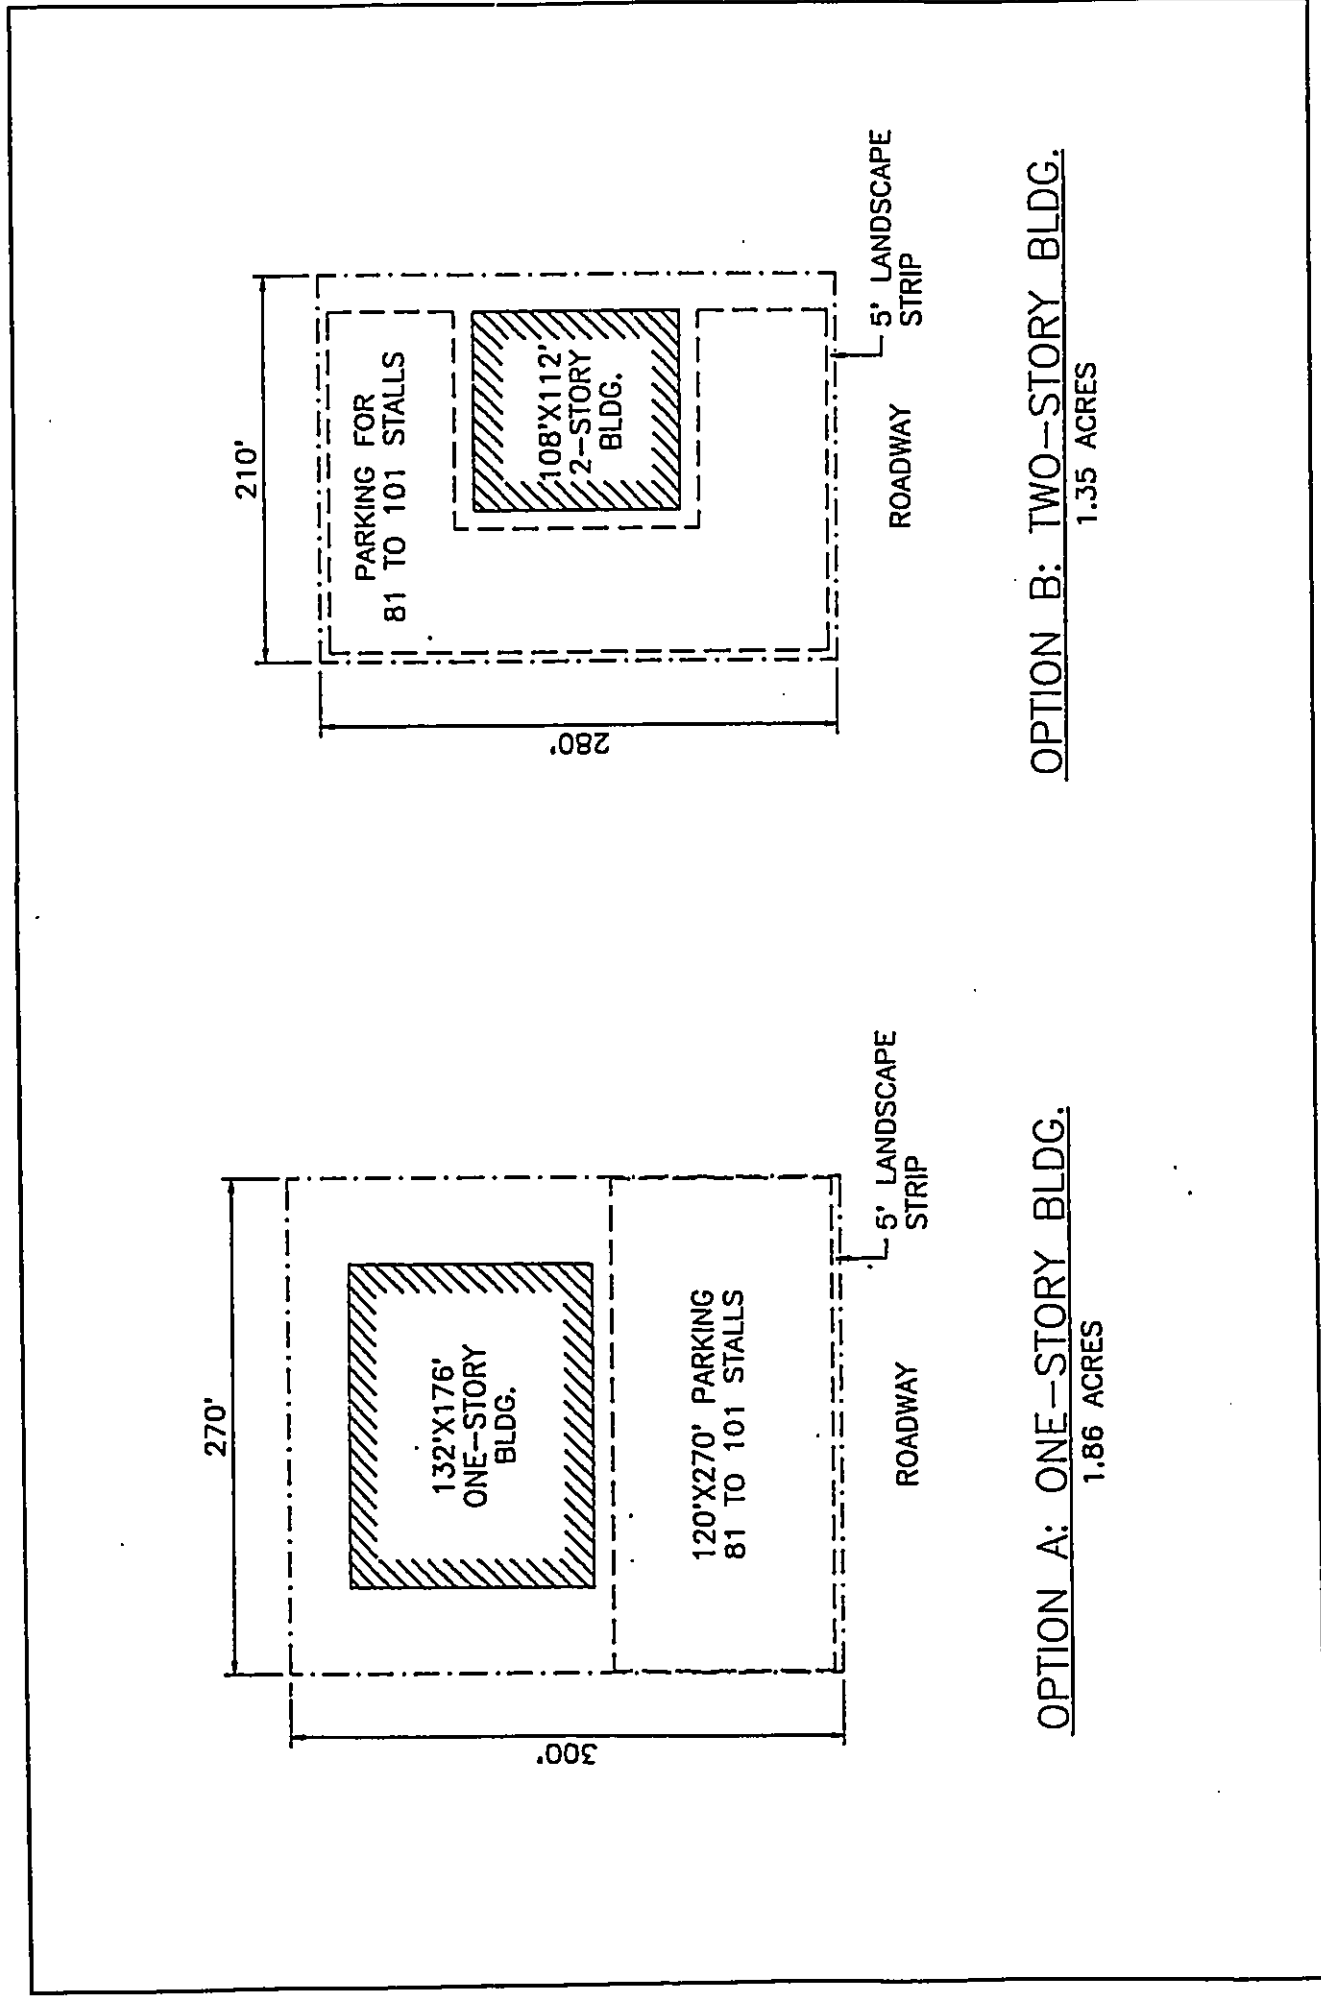 270'
300'
132'X176'
ONE-STORY
BLDG.
120'X270' PARKING
81 TO 101 STALLS
5' LANDSCAPE
STRIP
ROADWAY
OPTION A: ONE-STORY BLDG.
1.86 ACRES
210'
280'
PARKING FOR
81 TO 101 STALLS
108'X112'
2-STORY
BLDG.
5' LANDSCAPE
STRIP
ROADWAY
OPTION B: TWO-STORY BLDG.
1.35 ACRES